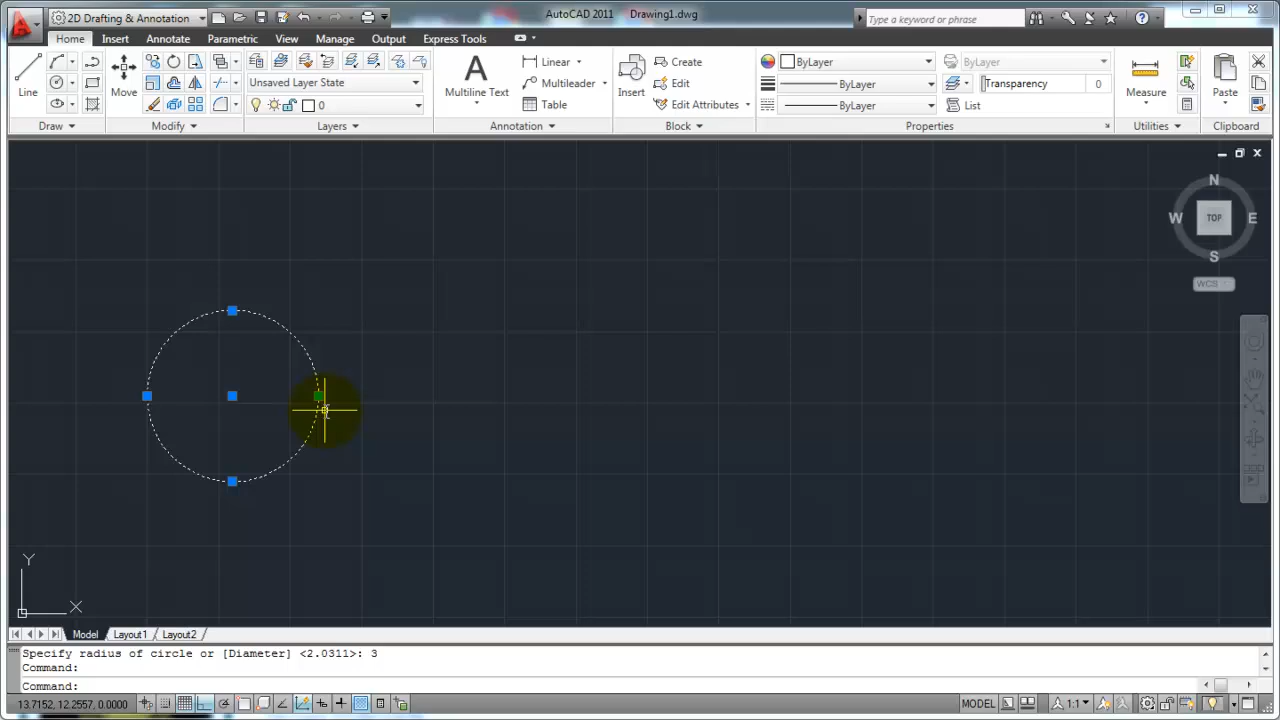 2D Drafting & Annotation
AutoCAD 2011 Drawing1.dwg
Type a keyword or phrase
Home Insert Annotate Parametric View Manage Output Express Tools
Line
Move
Unsaved Layer State
0
Multiline Text
Linear
Multileader
Table
Insert
Create
Edit
Edit Attributes
ByLayer
ByLayer
ByLayer
ByLayer
Transparency 0
List
Measure
Paste
Draw Modify Layers Annotation Block Properties Utilities Clipboard
N
W TOP E
S
WCS
Y
X
Model Layout1 Layout2
Specify radius of circle or [Diameter] <2.0311>: 3
Command:
Command:
13.7152, 12.2557, 0.0000
MODEL
1:1